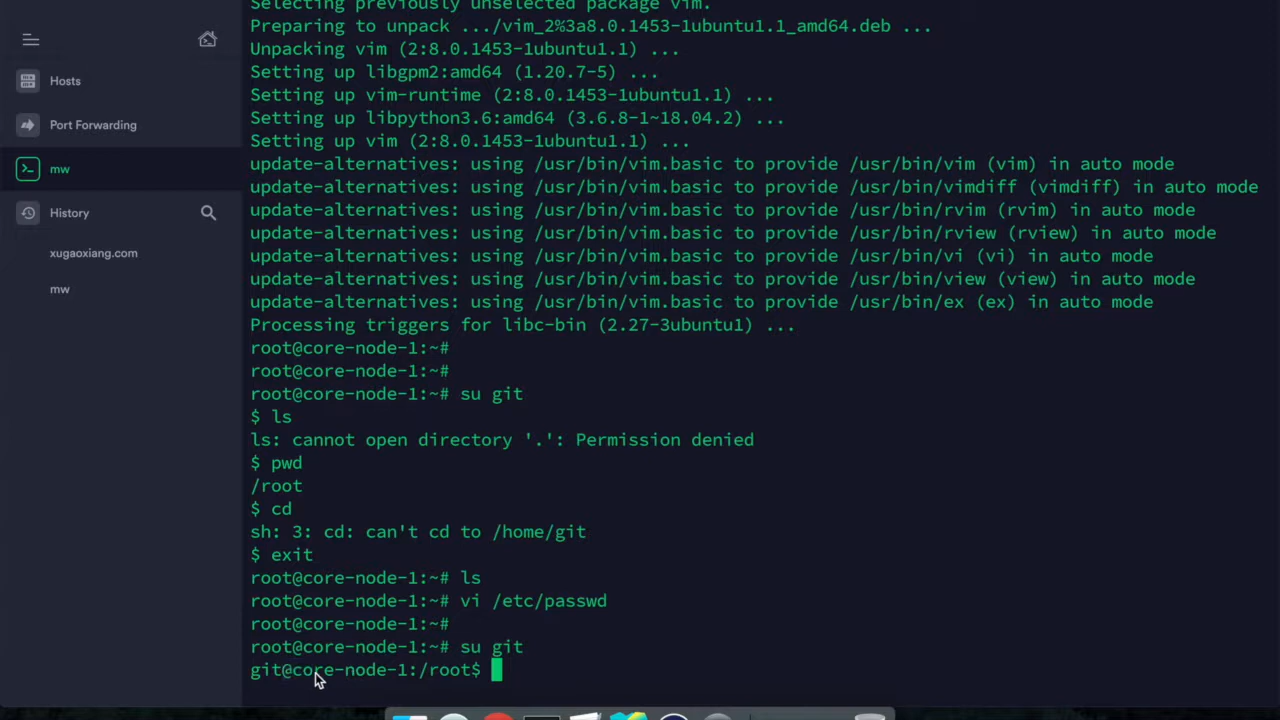 Hosts
Port Forwarding
mw
History
xugaoxiang.com
mw
Selecting previously unselected package vim.
Preparing to unpack .../vim_2%3a8.0.1453-1ubuntu1.1_amd64.deb ...
Unpacking vim (2:8.0.1453-1ubuntu1.1) ...
Setting up libgpm2:amd64 (1.20.7-5) ...
Setting up vim-runtime (2:8.0.1453-1ubuntu1.1) ...
Setting up libpython3.6:amd64 (3.6.8-1~18.04.2) ...
Setting up vim (2:8.0.1453-1ubuntu1.1) ...
update-alternatives: using /usr/bin/vim.basic to provide /usr/bin/vim (vim) in auto mode
update-alternatives: using /usr/bin/vim.basic to provide /usr/bin/vimdiff (vimdiff) in auto mode
update-alternatives: using /usr/bin/vim.basic to provide /usr/bin/rvim (rvim) in auto mode
update-alternatives: using /usr/bin/vim.basic to provide /usr/bin/rview (rview) in auto mode
update-alternatives: using /usr/bin/vim.basic to provide /usr/bin/vi (vi) in auto mode
update-alternatives: using /usr/bin/vim.basic to provide /usr/bin/view (view) in auto mode
update-alternatives: using /usr/bin/vim.basic to provide /usr/bin/ex (ex) in auto mode
Processing triggers for libc-bin (2.27-3ubuntu1) ...
root@core-node-1:~#
root@core-node-1:~#
root@core-node-1:~# su git
$ ls
ls: cannot open directory '.': Permission denied
$ pwd
/root
$ cd
sh: 3: cd: can't cd to /home/git
$ exit
root@core-node-1:~# ls
root@core-node-1:~# vi /etc/passwd
root@core-node-1:~#
root@core-node-1:~# su git
git@core-node-1:/root$